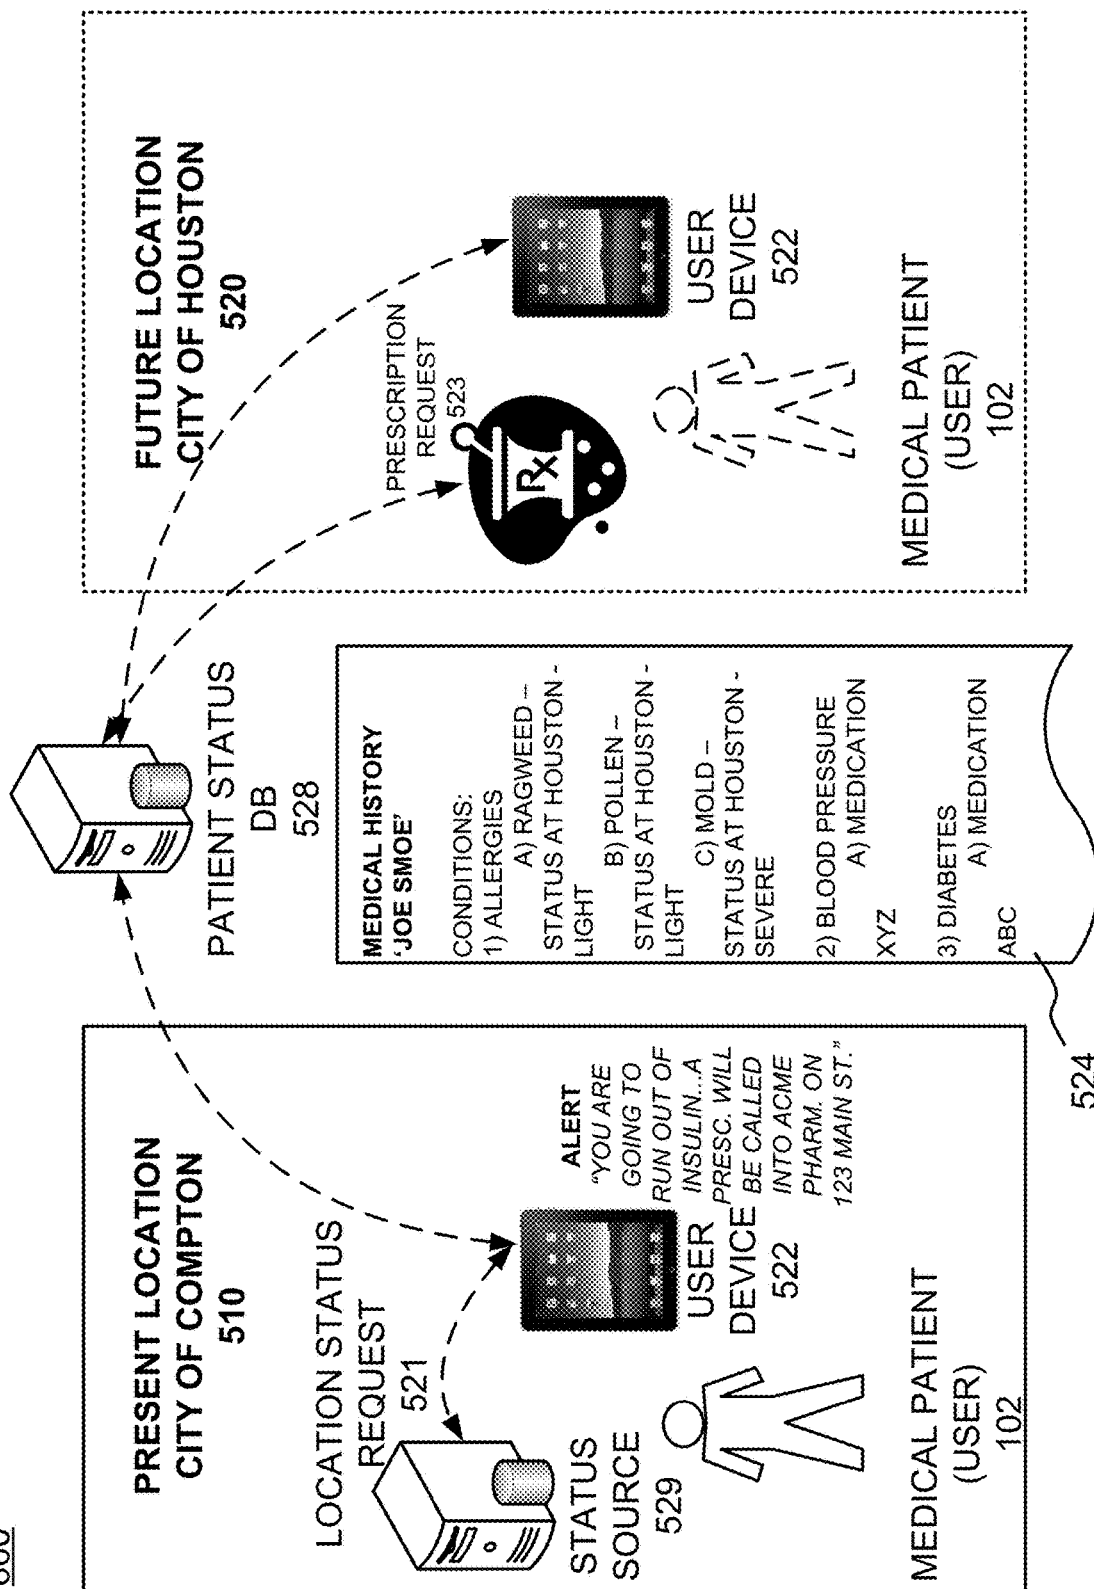 PRESENT LOCATION
CITY OF COMPTON
510
LOCATION STATUS
REQUEST
521
STATUS
SOURCE
529
USER
DEVICE
522
ALERT
"YOU ARE
GOING TO
RUN OUT OF
INSULIN...A
PRESC. WILL
BE CALLED
INTO ACME
PHARM. ON
123 MAIN ST."
MEDICAL PATIENT
(USER)
102
PATIENT STATUS
DB
528
MEDICAL HISTORY
'JOE SMOE'
CONDITIONS:
1) ALLERGIES
A) RAGWEED –
STATUS AT HOUSTON -
LIGHT
B) POLLEN –
STATUS AT HOUSTON -
LIGHT
C) MOLD –
STATUS AT HOUSTON -
SEVERE
2) BLOOD PRESSURE
A) MEDICATION
XYZ
3) DIABETES
A) MEDICATION
ABC
524
FUTURE LOCATION
CITY OF HOUSTON
520
PRESCRIPTION
REQUEST
523
Rx
USER
DEVICE
522
MEDICAL PATIENT
(USER)
102